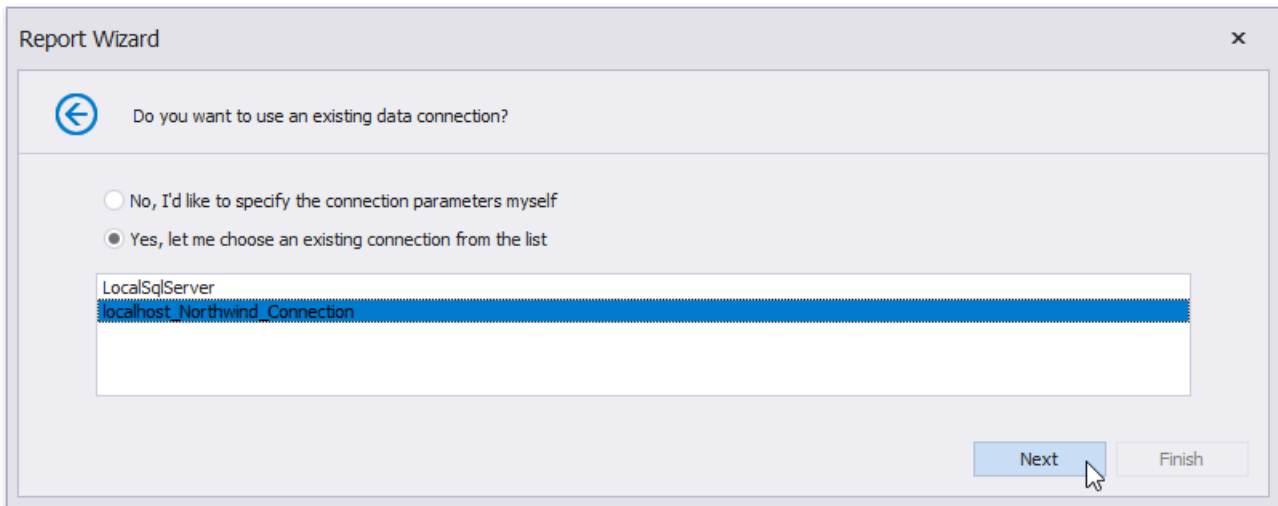 Report Wizard
Do you want to use an existing data connection?
No, I'd like to specify the connection parameters myself
Yes, let me choose an existing connection from the list
LocalSqlServer
localhost_Northwind_Connection
Next Finish